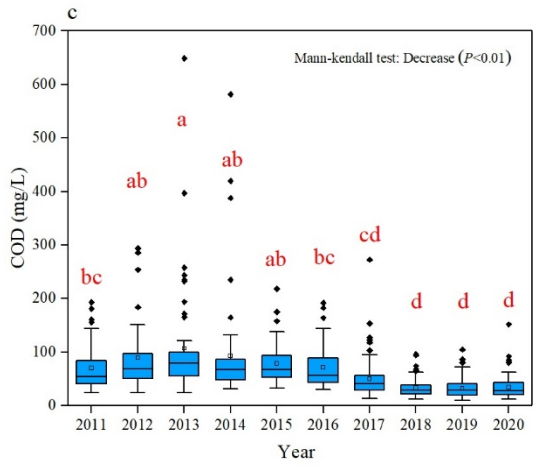 c
700
Mann-kendall test: Decrease (P<0.01)
600
a
500
ab
ab
400
COD (mg/L)
300
cd
ab
bc
bc
200
d
d
d
100
0
2011 2012 2013 2014 2015 2016 2017 2018 2019 2020
Year